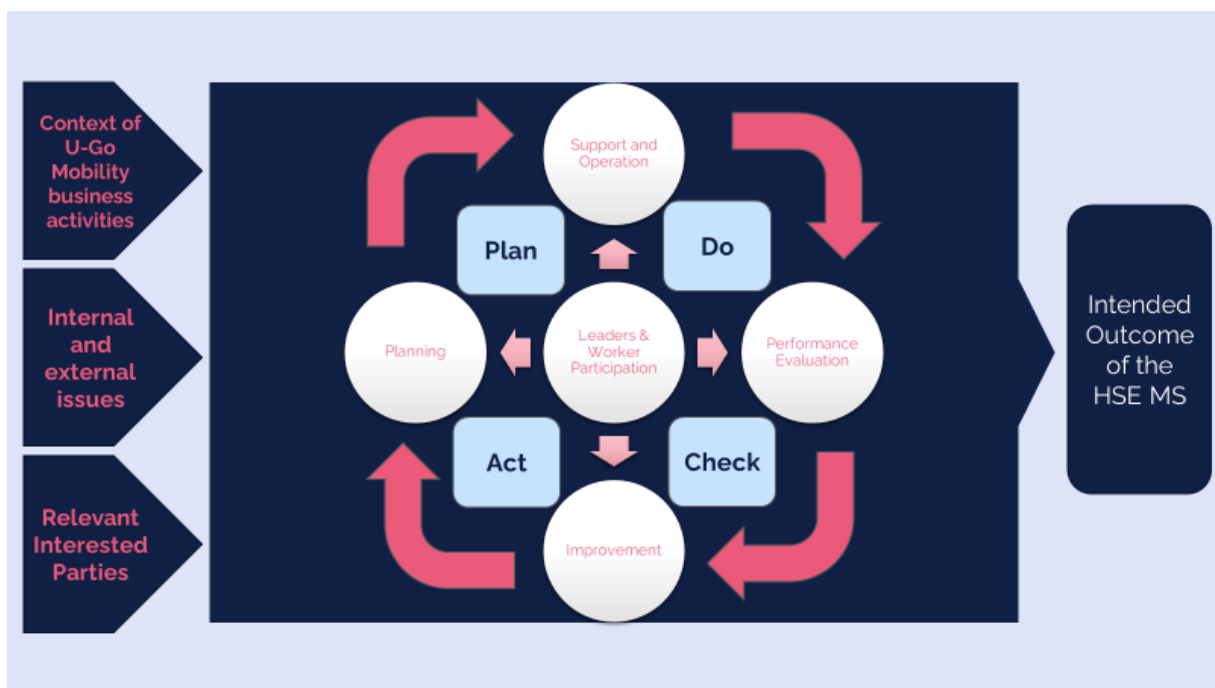 Context of
U-Go
Mobility
business
activities
Internal
and
external
issues
Relevant
Interested
Parties
Support and
Operation
Plan
Do
Planning
Leaders &
Worker
Participation
Performance
Evaluation
Act
Check
Improvement
Intended
Outcome
of the
HSE MS